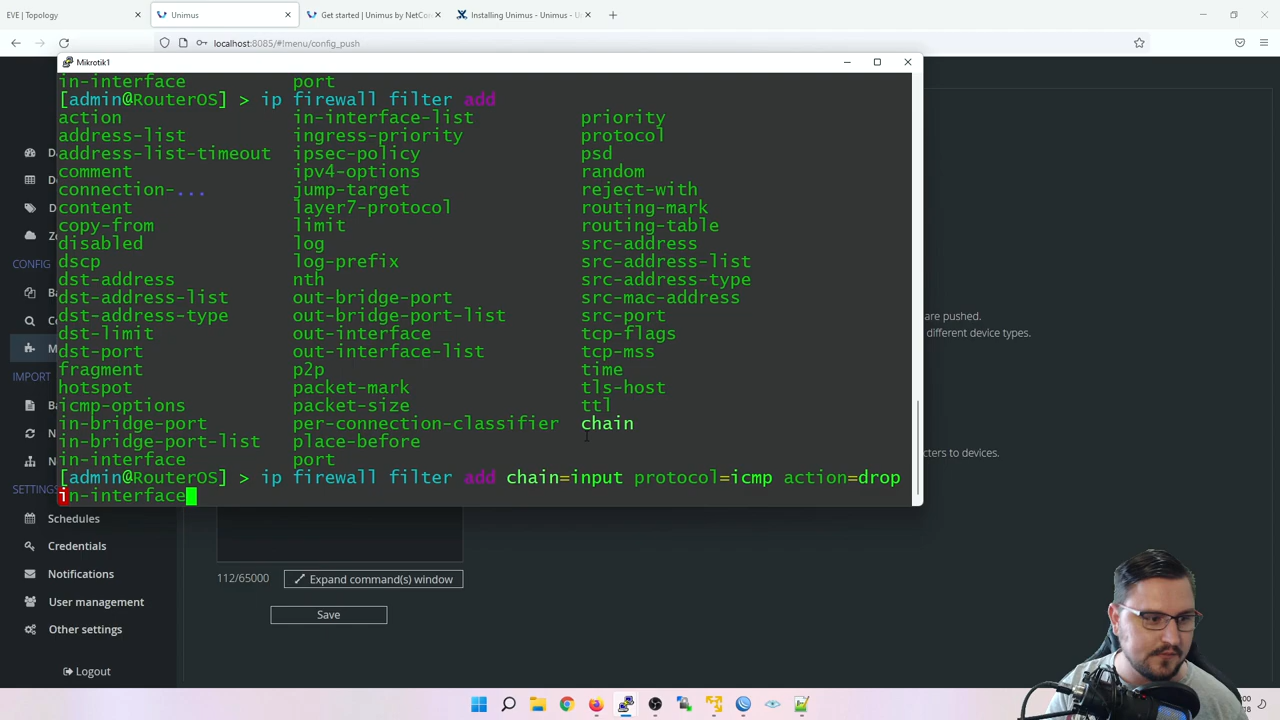 EVE | Topology
Unimus
Get started | Unimus by NetCor
Installing Unimus - Unimus - U
localhost:8085/#!menu/config_push
Mikrotik1
in-interface port
[admin@RouterOS] > ip firewall filter add
action in-interface-list priority
address-list ingress-priority protocol
address-list-timeout ipsec-policy psd
comment ipv4-options random
connection-... jump-target reject-with
content layer7-protocol routing-mark
copy-from limit routing-table
disabled log src-address
dscp log-prefix src-address-list
dst-address nth src-address-type
dst-address-list out-bridge-port src-mac-address
dst-address-type out-bridge-port-list src-port
dst-limit out-interface tcp-flags
dst-port out-interface-list tcp-mss
fragment p2p time
hotspot packet-mark tls-host
icmp-options packet-size ttl
in-bridge-port per-connection-classifier chain
in-bridge-port-list place-before
in-interface port
[admin@RouterOS] > ip firewall filter add chain=input protocol=icmp action=drop
in-interface
CONFIG
IMPORT
are pushed.
different device types.
cters to devices.
Schedules
Credentials
Notifications
User management
Other settings
Logout
112/65000
Expand command(s) window
Save